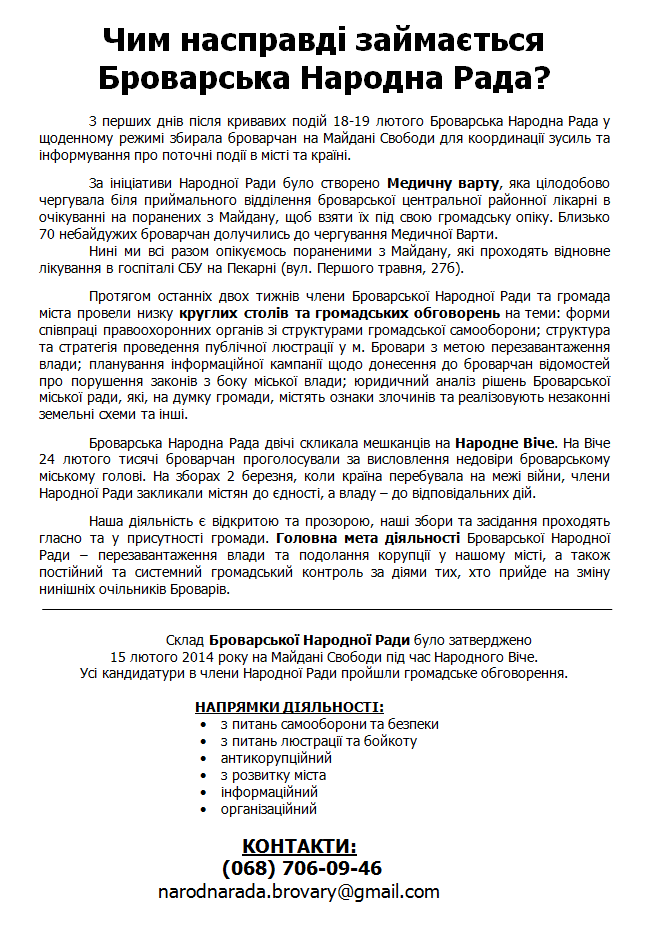 Чим насправді займається
Броварська Народна Рада?
З перших днів після кривавих подій 18-19 лютого Броварська Народна Рада у
щоденному режимі збирала броварчан на Майдані Свободи для координації зусиль та
інформування про поточні події в місті та країні.
За ініціативи Народної Ради було створено Медичну варту, яка цілодобово
чергувала біля приймального відділення броварської центральної районної лікарні в
очікуванні на поранених з Майдану, щоб взяти їх під свою громадську опіку. Близько
70 небайдужих броварчан долучились до чергування Медичної Варти.
Нині ми всі разом опікуємось пораненими з Майдану, які проходять відновне
лікування в госпіталі СБУ на Пекарні (вул. Першого травня, 27б).
Протягом останніх двох тижнів члени Броварської Народної Ради та громада
міста провели низку круглих столів та громадських обговорень на теми: форми
співпраці правоохоронних органів зі структурами громадської самооборони; структура
та стратегія проведення публічної люстрації у м. Бровари з метою перезавантаження
влади; планування інформаційної кампанії щодо донесення до броварчан відомостей
про порушення законів з боку міської влади; юридичний аналіз рішень Броварської
міської ради, які, на думку громади, містять ознаки злочинів та реалізовують незаконні
земельні схеми та інші.
Броварська Народна Рада двічі скликала мешканців на Народне Віче. На Віче
24 лютого тисячі броварчан проголосували за висловлення недовіри броварському
міському голові. На зборах 2 березня, коли країна перебувала на межі війни, члени
Народної Ради закликали містян до єдності, а владу – до відповідальних дій.
Наша діяльність є відкритою та прозорою, наші збори та засідання проходять
гласно та у присутності громади. Головна мета діяльності Броварської Народної
Ради – перезавантаження влади та подолання корупції у нашому місті, а також
постійний та системний громадський контроль за діями тих, хто прийде на зміну
нинішніх очільників Броварів.
Склад Броварської Народної Ради було затверджено
15 лютого 2014 року на Майдані Свободи під час Народного Віче.
Усі кандидатури в члени Народної Ради пройшли громадське обговорення.
НАПРЯМКИ ДІЯЛЬНОСТІ:
• з питань самооборони та безпеки
• з питань люстрації та бойкоту
• антикорупційний
• з розвитку міста
• інформаційний
• організаційний
КОНТАКТИ:
(068) 706-09-46
narodnarada.brovary@gmail.com